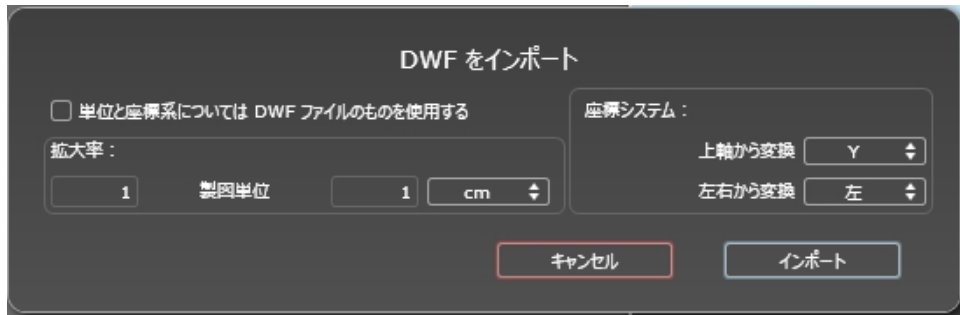 DWF をインポート
単位と座標系については DWF ファイルのものを使用する
座標システム :
拡大率 :
上軸から変換 Y
1 製図単位 1 cm
左右から変換 左
キャンセル インポート